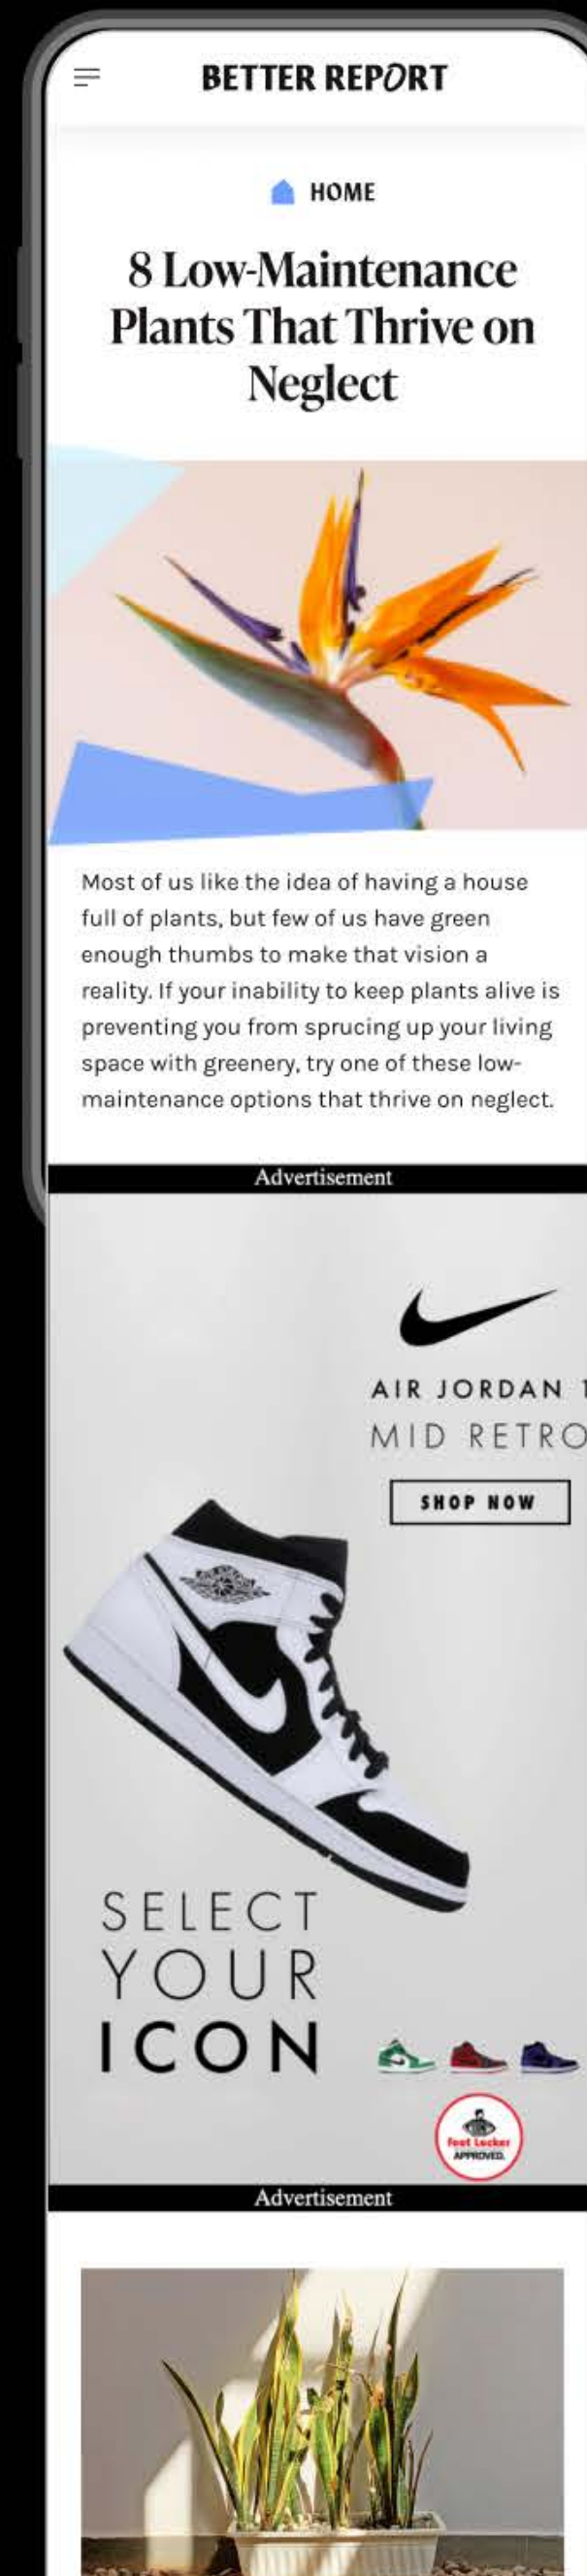 BETTER REPORT
HOME
8 Low-Maintenance
Plants That Thrive on
Neglect
Most of us like the idea of having a house
full of plants, but few of us have green
enough thumbs to make that vision a
reality. If your inability to keep plants alive is
preventing you from sprucing up your living
space with greenery, try one of these low-
maintenance options that thrive on neglect.
Advertisement
AIR JORDAN 1
MID RETRO
SHOP NOW
SELECT
YOUR
ICON
Foot Locker
APPROVED.
Advertisement